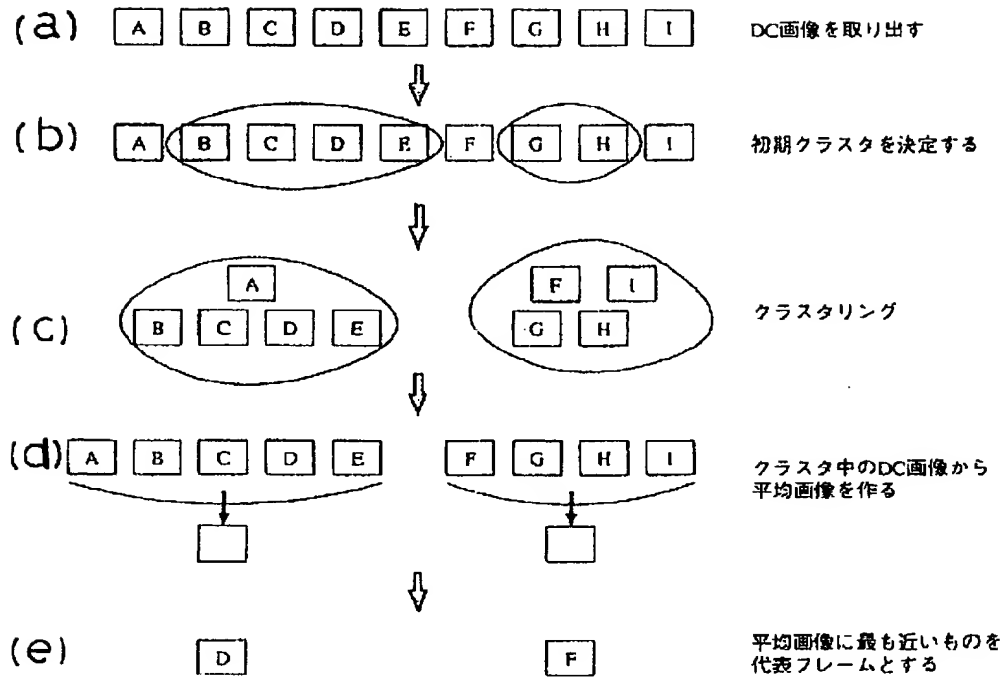 (a) A B C D E F G H I DC画像を取り出す
(b) A B C D E F G H I 初期クラスタを決定する
A F I
(c) B C D E G H クラスタリング
(d) A B C D E F G H I クラスタ中のDC画像から
平均画像を作る
(e) D F 平均画像に最も近いものを
代表フレームとする